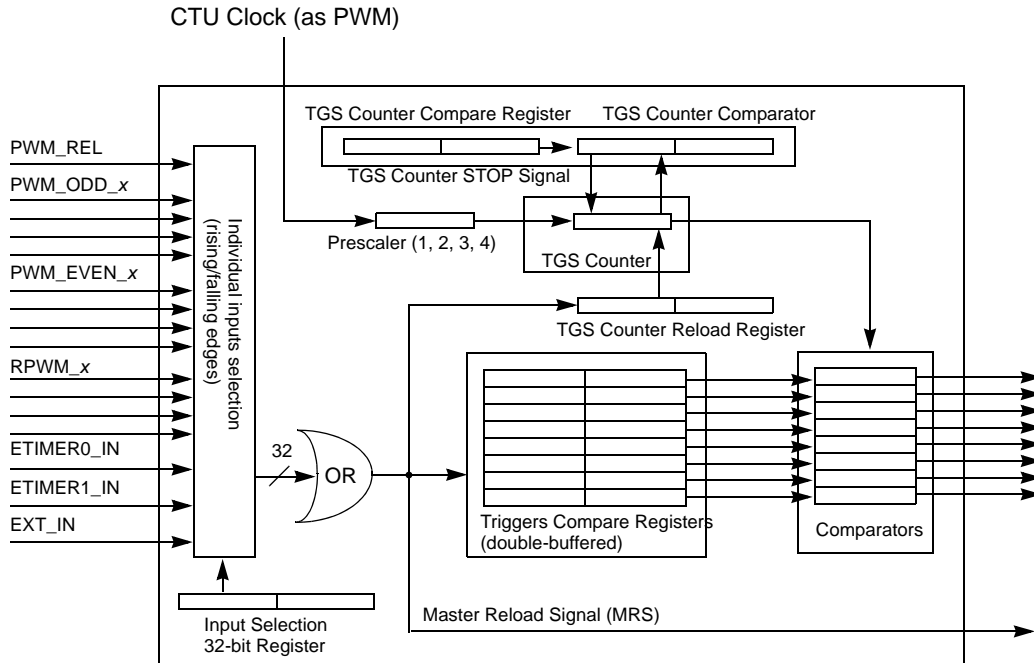 CTU Clock (as PWM)
TGS Counter Compare Register
TGS Counter Comparator
PWM_REL
TGS Counter STOP Signal
PWM_ODD_x
Prescaler (1, 2, 3, 4)
TGS Counter
PWM_EVEN_x
Individual inputs selection
(rising/falling edges)
TGS Counter Reload Register
RPWM_x
ETIMER0_IN
32
OR
ETIMER1_IN
EXT_IN
Triggers Compare Registers
(double-buffered)
Comparators
Input Selection
32-bit Register
Master Reload Signal (MRS)